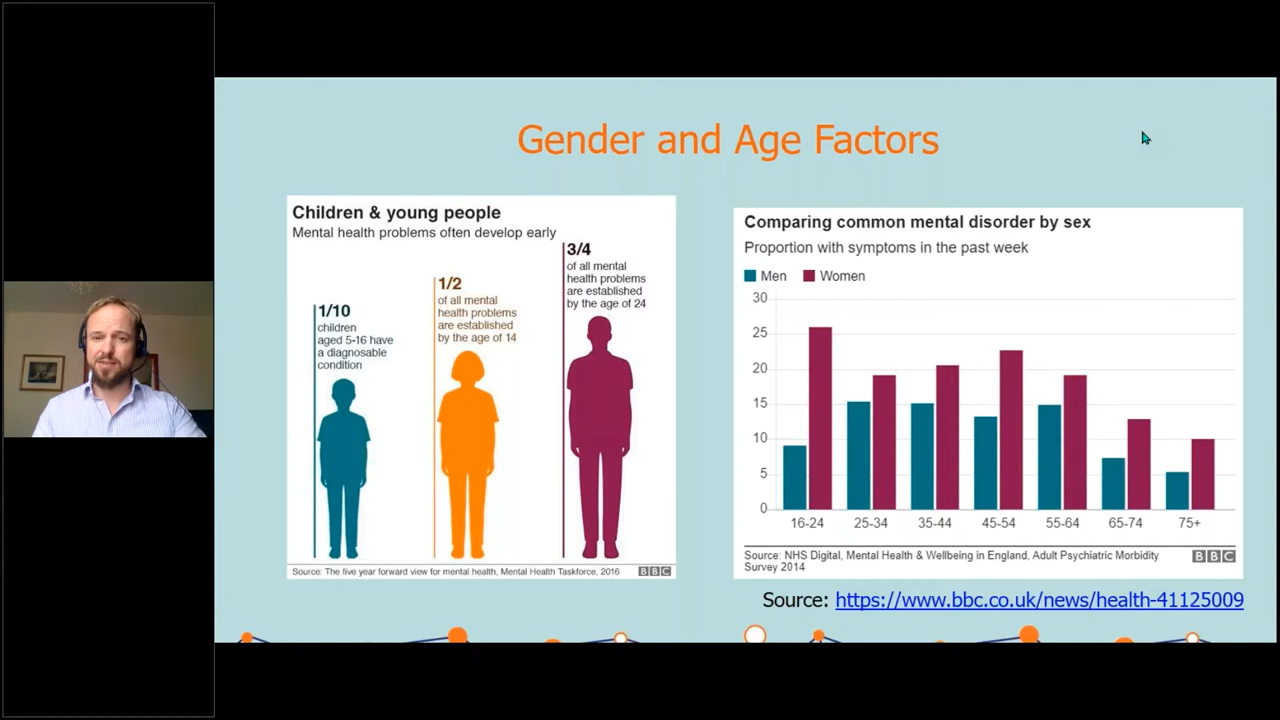 Gender and Age Factors
Children & young people
Mental health problems often develop early
1/10
children
aged 5-16 have
a diagnosable
condition
1/2
of all mental
health problems
are established
by the age of 14
3/4
of all mental
health problems
are established
by the age of 24
Source: The five year forward view for mental health, Mental Health Taskforce, 2016
BBC
Comparing common mental disorder by sex
Proportion with symptoms in the past week
Men Women
30
25
20
15
10
5
0
16-24 25-34 35-44 45-54 55-64 65-74 75+
Source: NHS Digital, Mental Health & Wellbeing in England, Adult Psychiatric Morbidity
Survey 2014
BBC
Source: https://www.bbc.co.uk/news/health-41125009